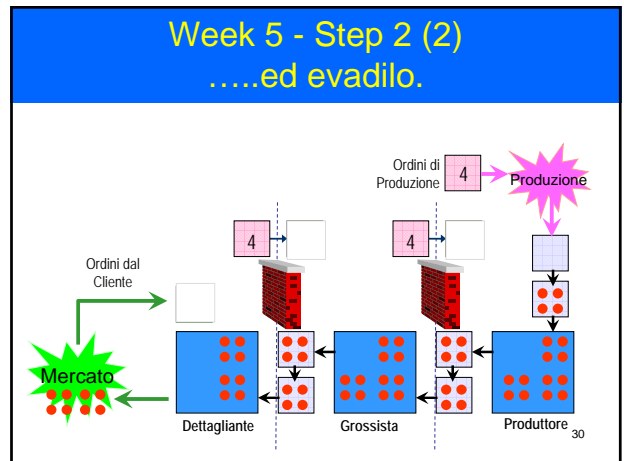 Week 5 - Step 2 (2)
…..ed evadilo.
Ordini di
Produzione
4
Produzione
4
4
Ordini dal
Cliente
Mercato
Dettagliante
Grossista
Produttore
30